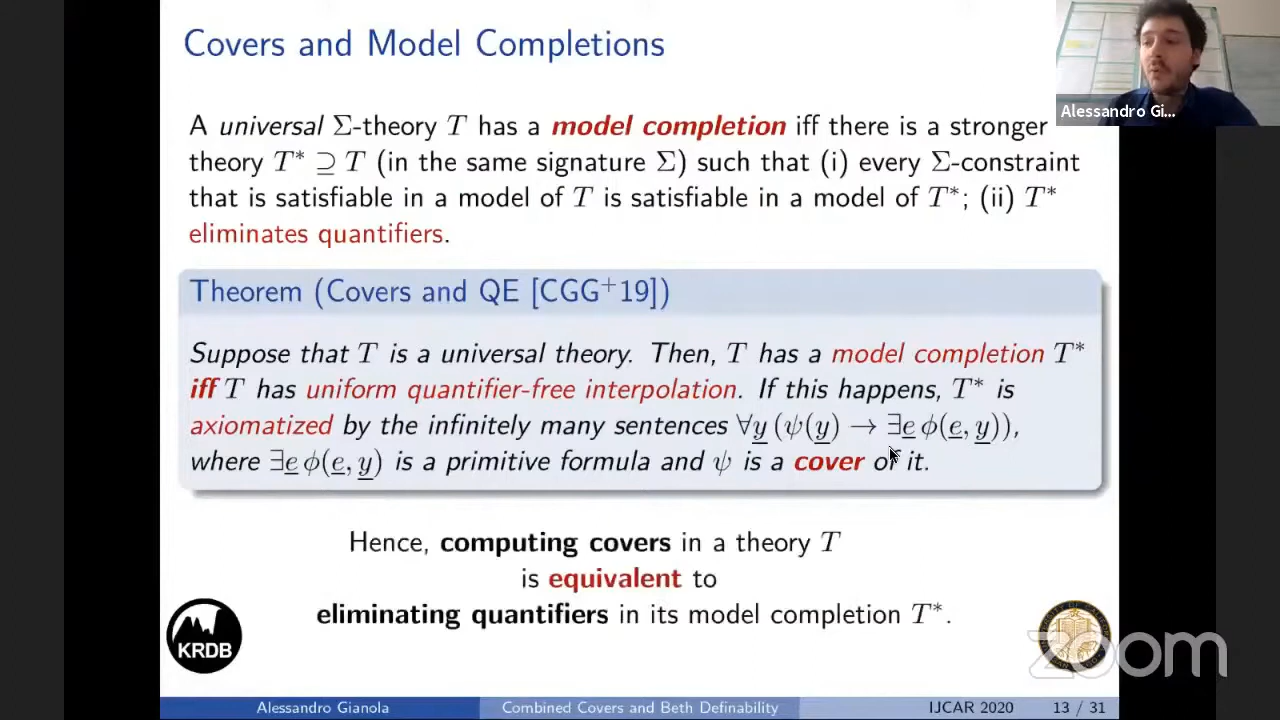 Covers and Model Completions
Alessandro Gi...
A universal Σ-theory T has a model completion iff there is a stronger
theory T* ⊇ T (in the same signature Σ) such that (i) every Σ-constraint
that is satisfiable in a model of T is satisfiable in a model of T*; (ii) T*
eliminates quantifiers.
Theorem (Covers and QE [CGG⁺19])
Suppose that T is a universal theory. Then, T has a model completion T*
iff T has uniform quantifier-free interpolation. If this happens, T* is
axiomatized by the infinitely many sentences ∀y (ψ(y) → ∃e φ(e, y)),
where ∃e φ(e, y) is a primitive formula and ψ is a cover of it.
Hence, computing covers in a theory T
is equivalent to
eliminating quantifiers in its model completion T*.
KRDB
zoom
Alessandro Gianola
Combined Covers and Beth Definability
IJCAR 2020
13 / 31